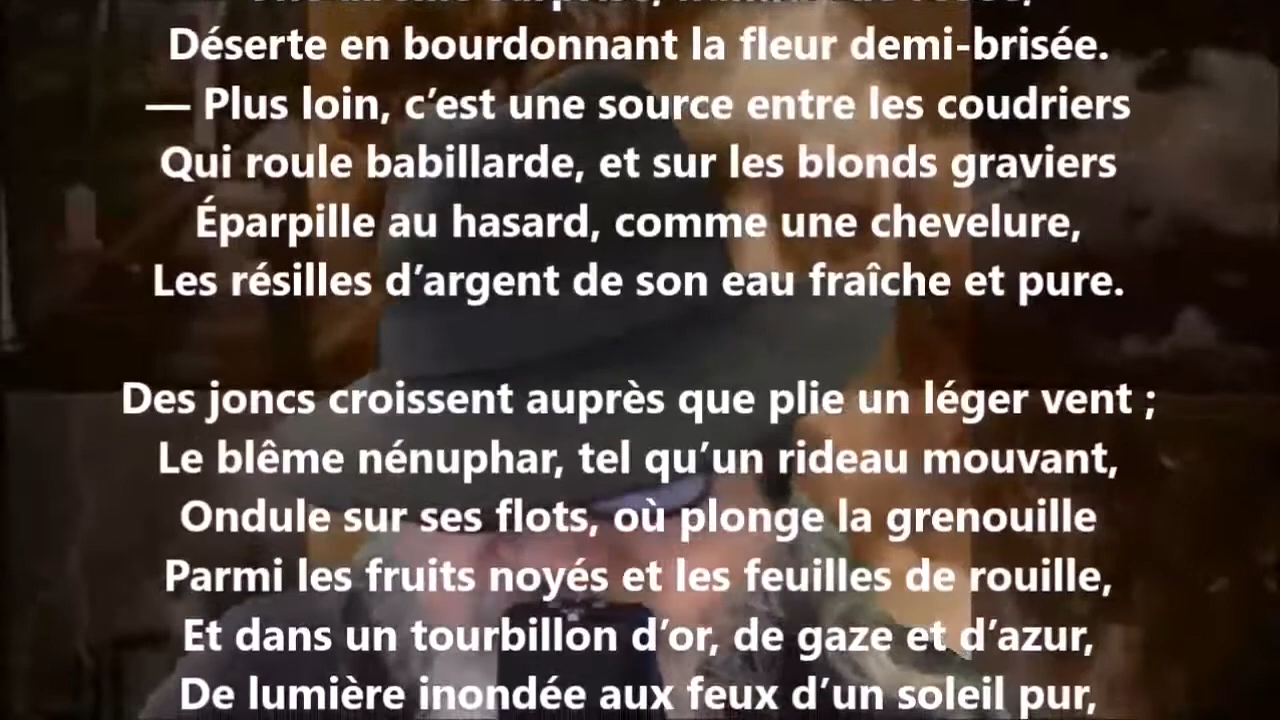 Déserte en bourdonnant la fleur demi-brisée.
— Plus loin, c’est une source entre les coudriers
Qui roule babillarde, et sur les blonds graviers
Éparpille au hasard, comme une chevelure,
Les résilles d’argent de son eau fraîche et pure.
Des joncs croissent auprès que plie un léger vent ;
Le blême nénuphar, tel qu’un rideau mouvant,
Ondule sur ses flots, où plonge la grenouille
Parmi les fruits noyés et les feuilles de rouille,
Et dans un tourbillon d’or, de gaze et d’azur,
De lumière inondée aux feux d’un soleil pur,